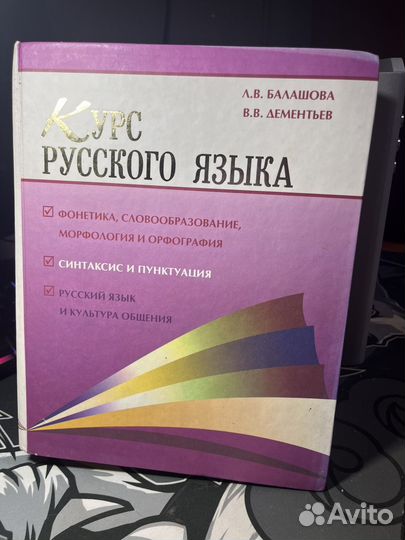 Л.В. БАЛАШОВА
В.В. ДЕМЕНТЬЕВ
КУРС
РУССКОГО ЯЗЫКА
ФОНЕТИКА, СЛОВООБРАЗОВАНИЕ,
МОРФОЛОГИЯ И ОРФОГРАФИЯ
СИНТАКСИС И ПУНКТУАЦИЯ
РУССКИЙ ЯЗЫК
И КУЛЬТУРА ОБЩЕНИЯ
Avito